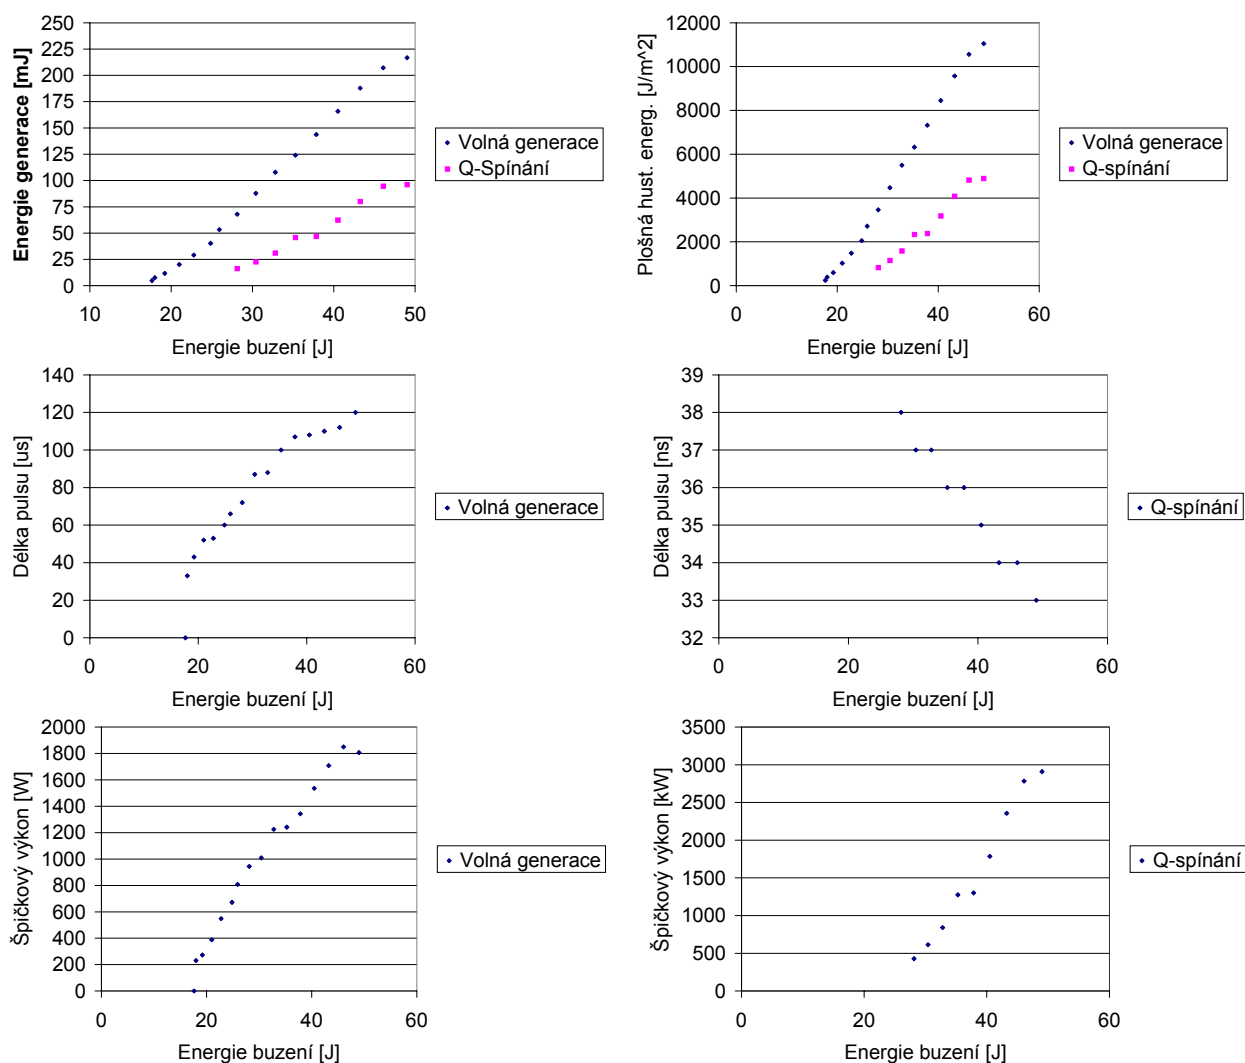 Energie generace [mJ]
250
225
200
175
150
125
100
75
50
25
0
10 20 30 40 50
Energie buzení [J]
Volná generace
Q-Spínání
Plošná hust. energ. [J/m^2]
12000
10000
8000
6000
4000
2000
0
0 20 40 60
Energie buzení [J]
Volná generace
Q-spínání
Délka pulsu [us]
140
120
100
80
60
40
20
0
0 20 40 60
Energie buzení [J]
Volná generace
Délka pulsu [ns]
39
38
37
36
35
34
33
32
0 20 40 60
Energie buzení [J]
Q-spínání
Špičkový výkon [W]
2000
1800
1600
1400
1200
1000
800
600
400
200
0
0 20 40 60
Energie buzení [J]
Volná generace
Špičkový výkon [kW]
3500
3000
2500
2000
1500
1000
500
0
0 20 40 60
Energie buzení [J]
Q-spínání